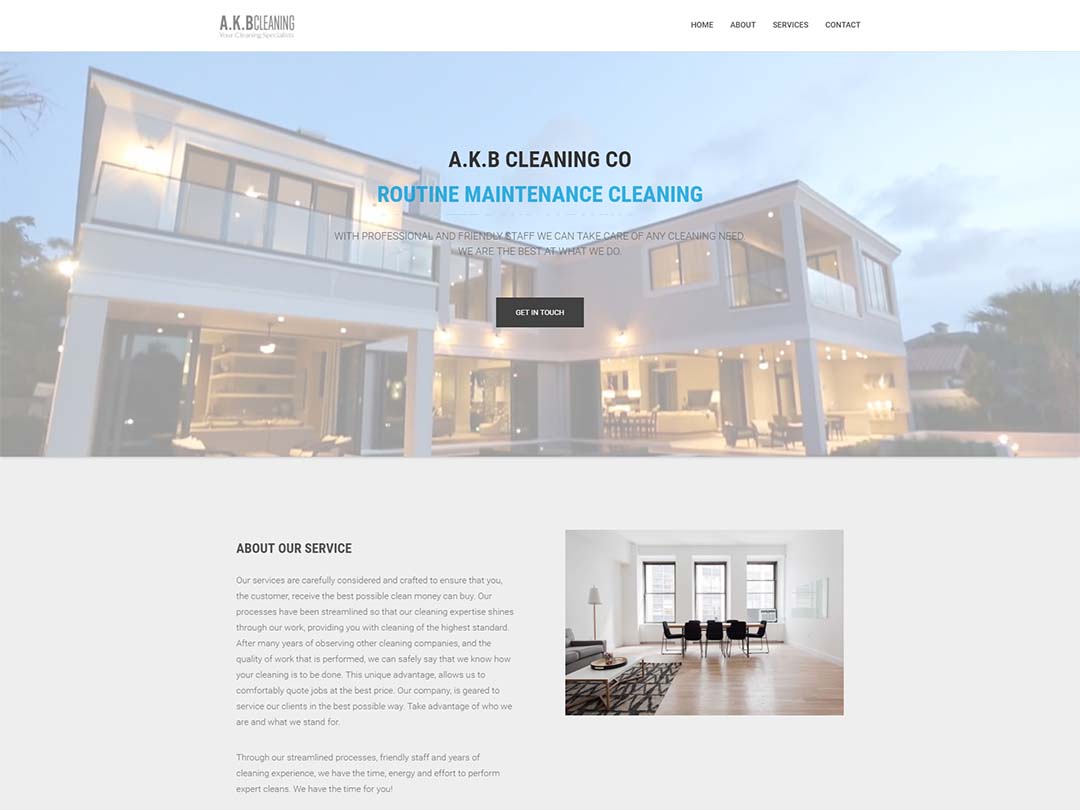 A.K.BCLEANING
Your Cleaning Specialists
HOME ABOUT SERVICES CONTACT
A.K.B CLEANING CO
ROUTINE MAINTENANCE CLEANING
WITH PROFESSIONAL AND FRIENDLY STAFF WE CAN TAKE CARE OF ANY CLEANING NEED.
WE ARE THE BEST AT WHAT WE DO.
GET IN TOUCH
ABOUT OUR SERVICE
Our services are carefully considered and crafted to ensure that you,
the customer, receive the best possible clean money can buy. Our
processes have been streamlined so that our cleaning expertise shines
through our work, providing you with cleaning of the highest standard.
After many years of observing other cleaning companies, and the
quality of work that is performed, we can safely say that we know how
your cleaning is to be done. This unique advantage, allows us to
comfortably quote jobs at the best price. Our company, is geared to
service our clients in the best possible way. Take advantage of who we
are and what we stand for.
Through our streamlined processes, friendly staff and years of
cleaning experience, we have the time, energy and effort to perform
expert cleans. We have the time for you!